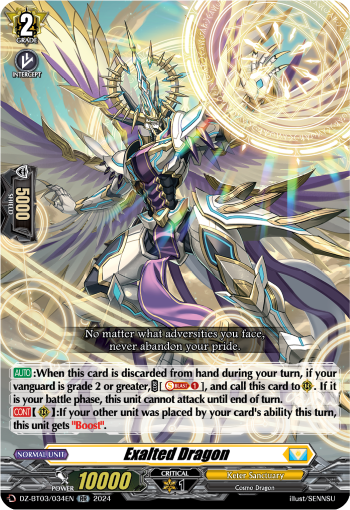 2
GRADE
INTERCEPT
5000
SHIELD
No matter what adversities you face,
never abandon your pride.
AUTO:When this card is discarded from hand during your turn, if your
vanguard is grade 2 or greater, [ BLAST 1 ], and call this card to . If it
is your battle phase, this unit cannot attack until end of turn.
CONT【 】:If your other unit was placed by your card's ability this turn,
this unit gets "Boost".
NORMAL UNIT
Exalted Dragon
POWER 10000
CRITICAL
1
Keter Sanctuary
Cosmo Dragon
DZ-BT03/034EN RR 2024
illust/SENNSU